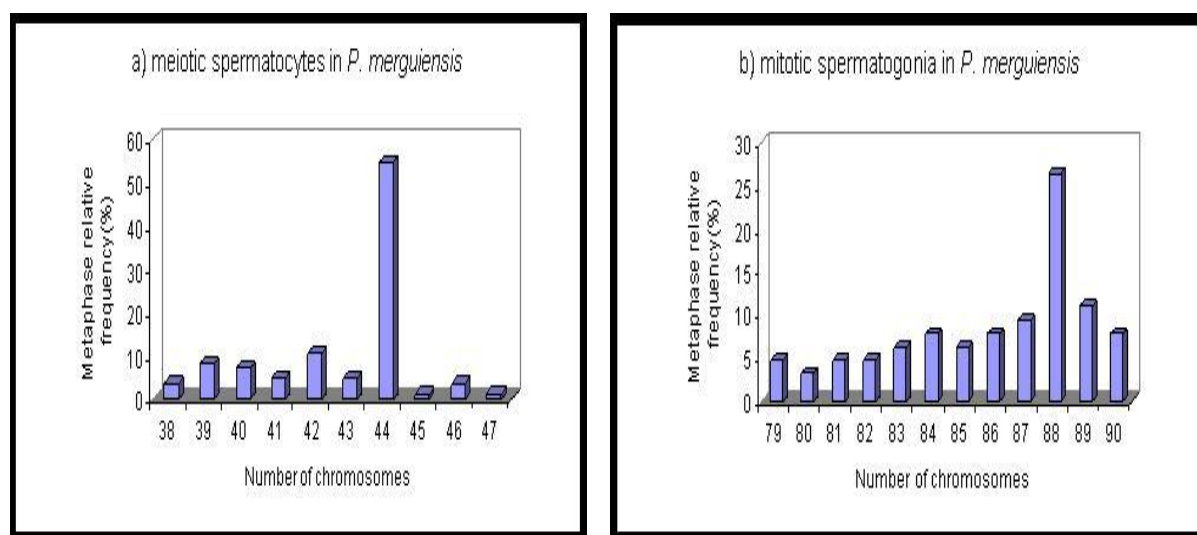 a) meiotic spermatocytes in P. merguiensis
Metaphase relative
frequency(%)
60
50
40
30
20
10
0
38 39 40 41 42 43 44 45 46 47
Number of chromosomes
b) mitotic spermatogonia in P. merguiensis
Metaphase relative
frequency(%)
30
25
20
15
10
5
0
79 80 81 82 83 84 85 86 87 88 89 90
Number of chromosomes